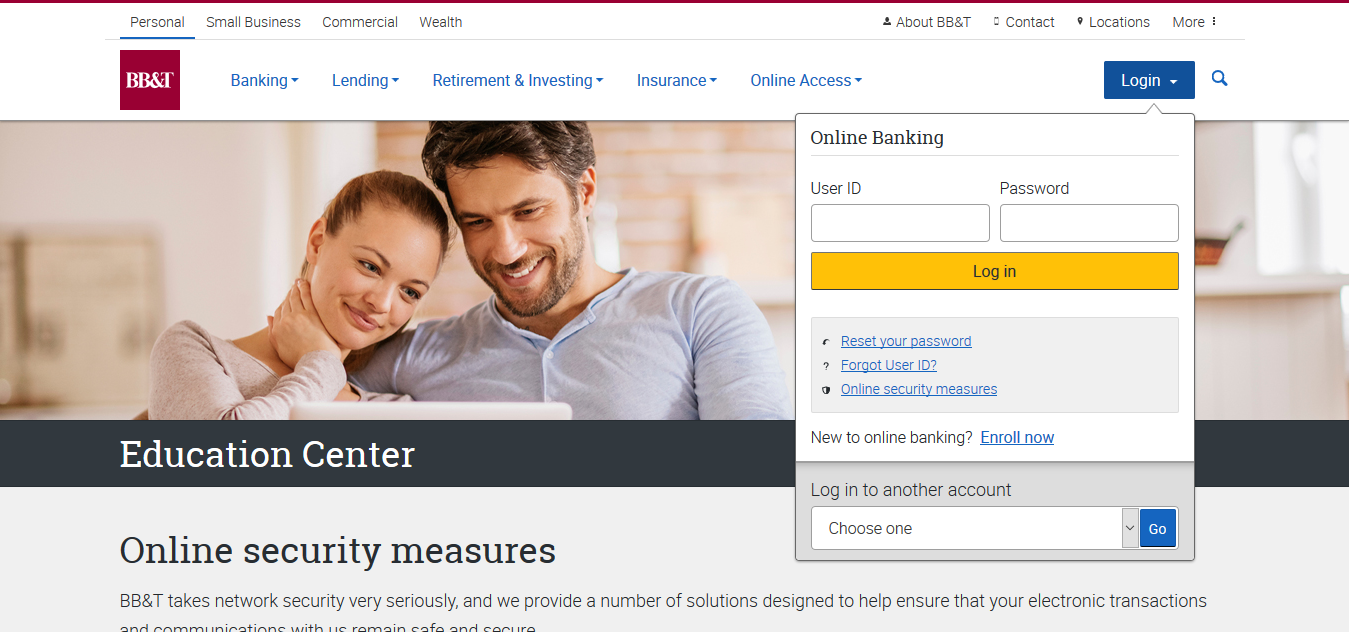 Personal Small Business Commercial Wealth About BB&T Contact Locations More
BB&T Banking Lending Retirement & Investing Insurance Online Access Login
Online Banking
User ID Password
Log in
Reset your password
? Forgot User ID?
Online security measures
New to online banking? Enroll now
Log in to another account
Choose one Go
Education Center
Online security measures
BB&T takes network security very seriously, and we provide a number of solutions designed to help ensure that your electronic transactions
and communications with us remain safe and secure.